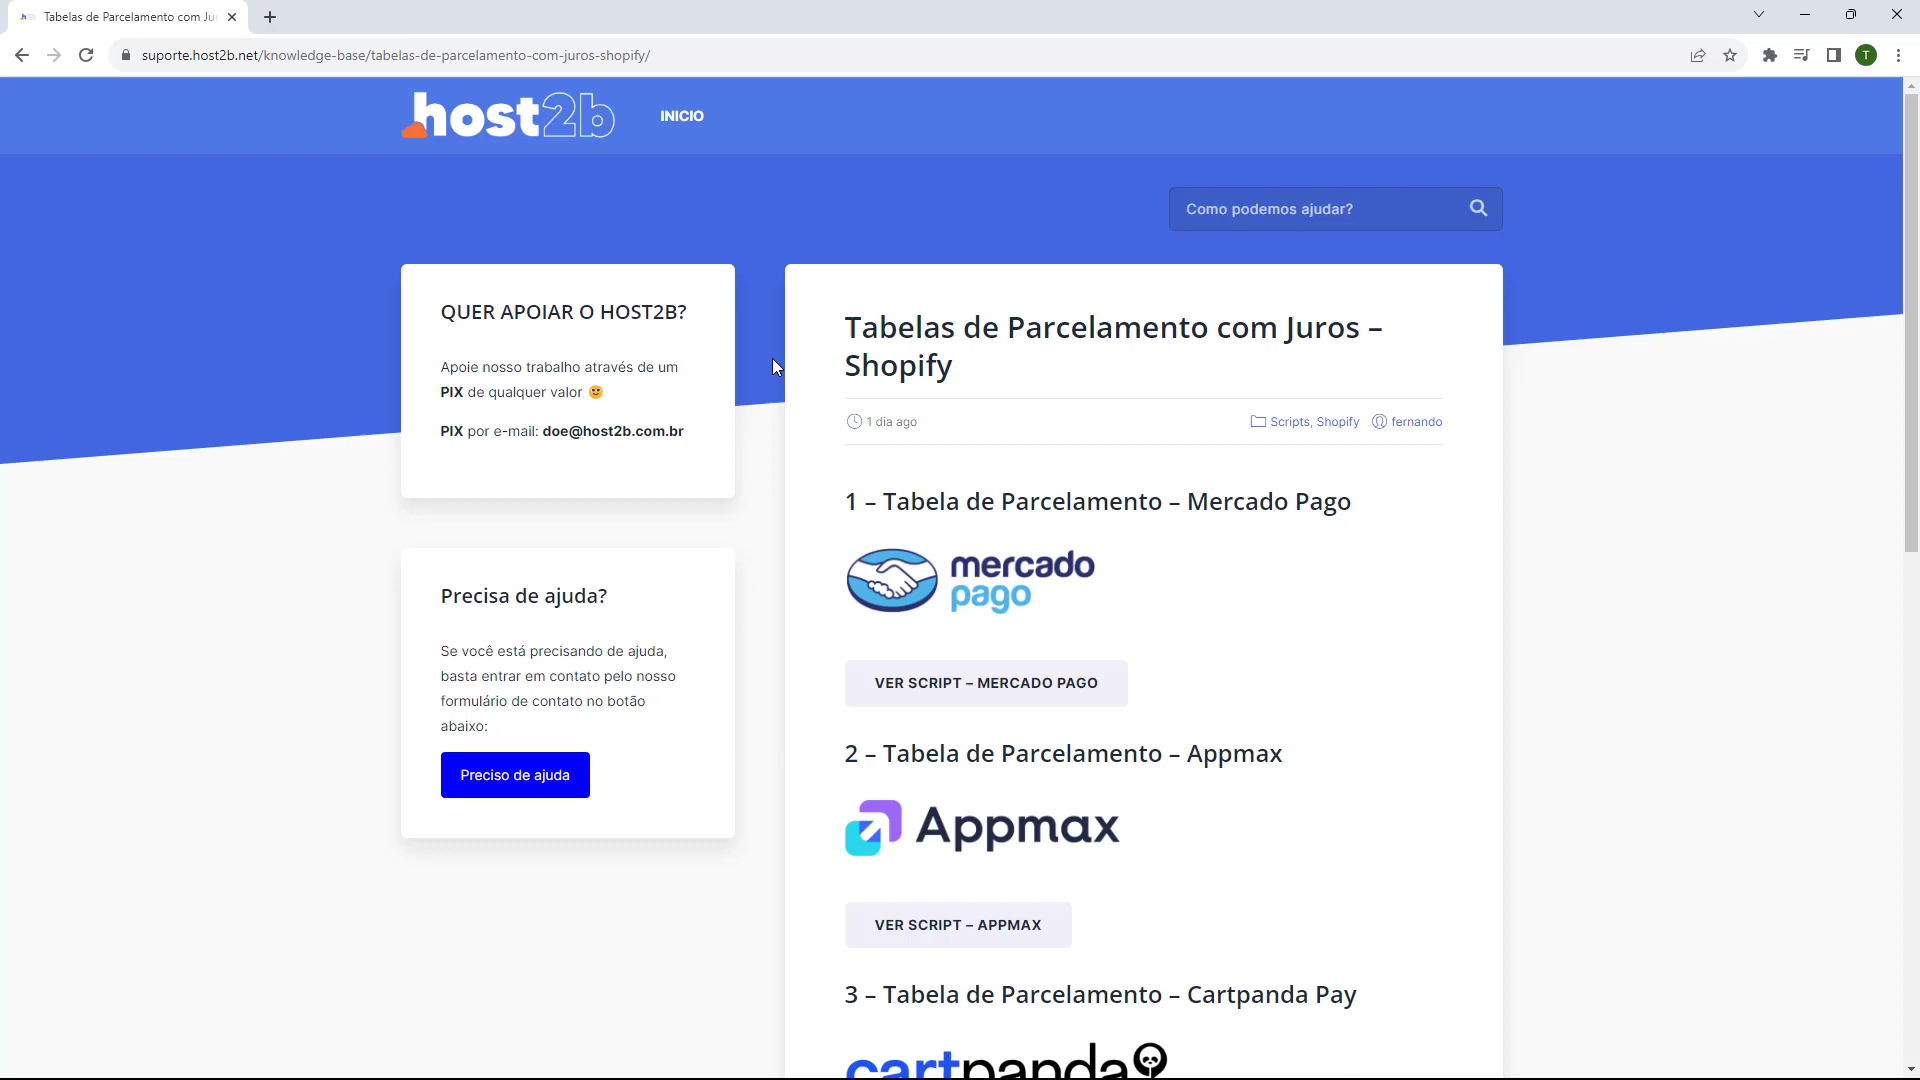 Tabelas de Parcelamento com Ju
suporte.host2b.net/knowledge-base/tabelas-de-parcelamento-com-juros-shopify/
T
host2b
INICIO
Como podemos ajudar?
QUER APOIAR O HOST2B?
Apoie nosso trabalho através de um
PIX de qualquer valor 🙂
PIX por e-mail: doe@host2b.com.br
Precisa de ajuda?
Se você está precisando de ajuda,
basta entrar em contato pelo nosso
formulário de contato no botão
abaixo:
Preciso de ajuda
Tabelas de Parcelamento com Juros –
Shopify
1 dia ago
Scripts, Shopify
fernando
1 – Tabela de Parcelamento – Mercado Pago
mercado
pago
VER SCRIPT – MERCADO PAGO
2 – Tabela de Parcelamento – Appmax
Appmax
VER SCRIPT – APPMAX
3 – Tabela de Parcelamento – Cartpanda Pay
cartpanda